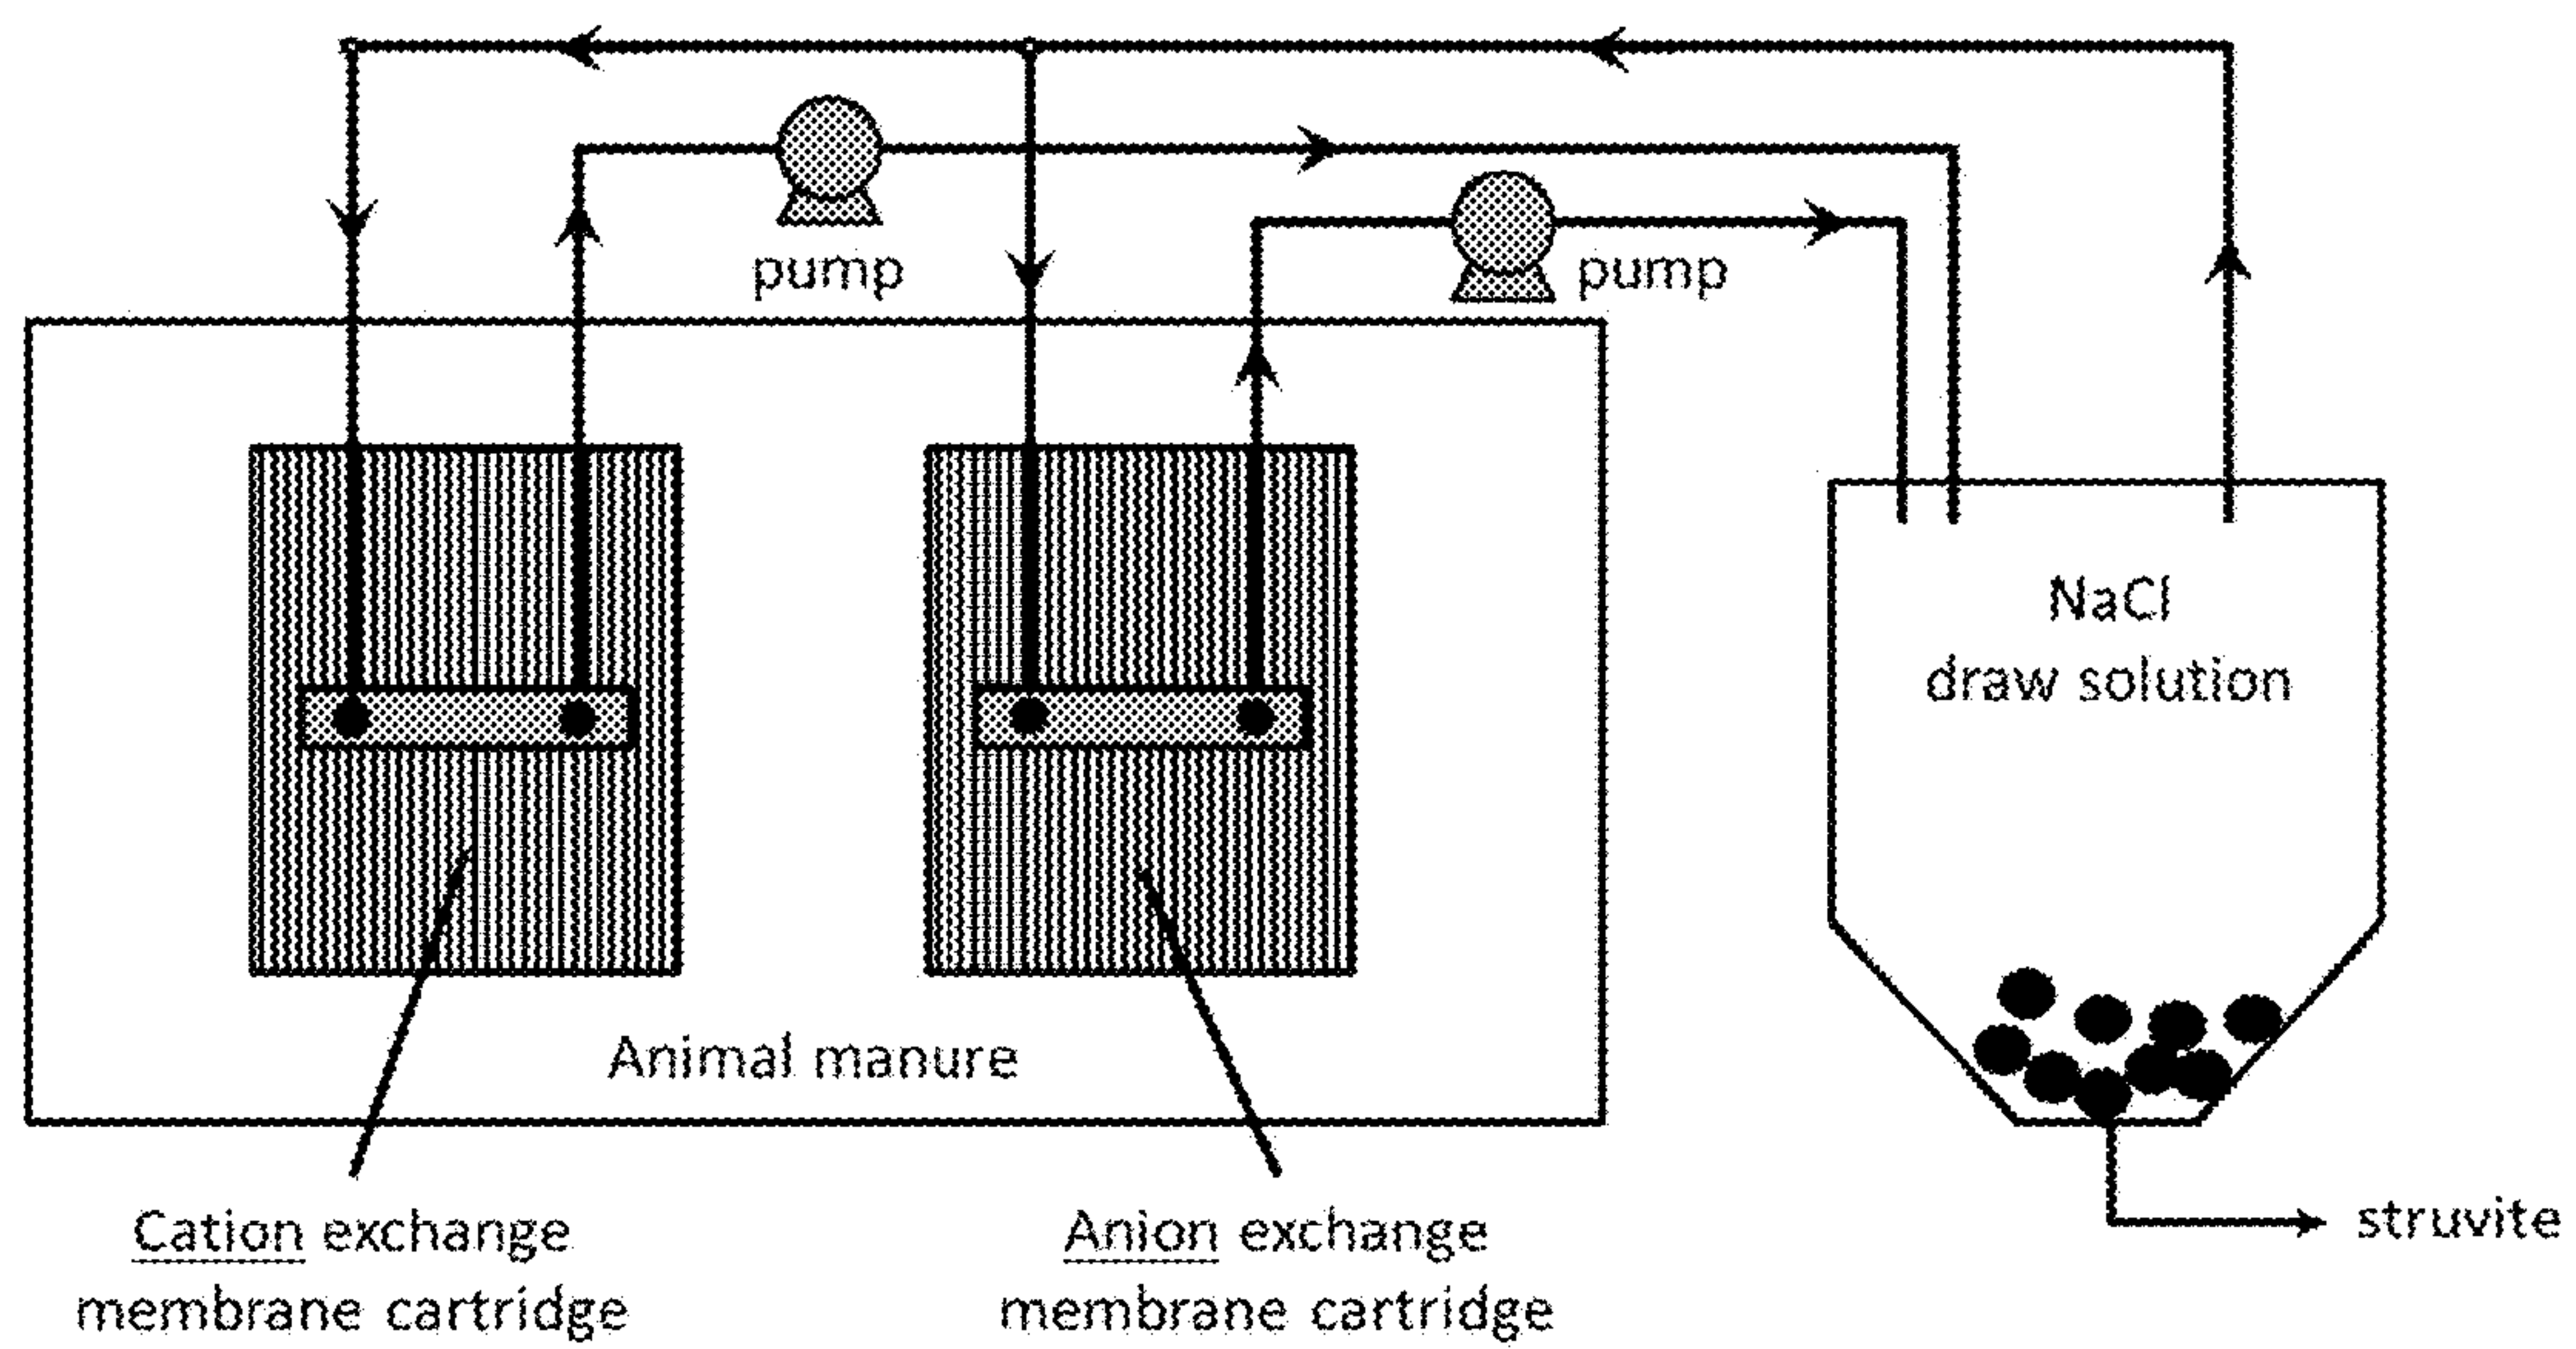 pump
pump
NaCl
draw solution
Animal manure
Cation exchange
membrane cartridge
Anion exchange
membrane cartridge
struvite